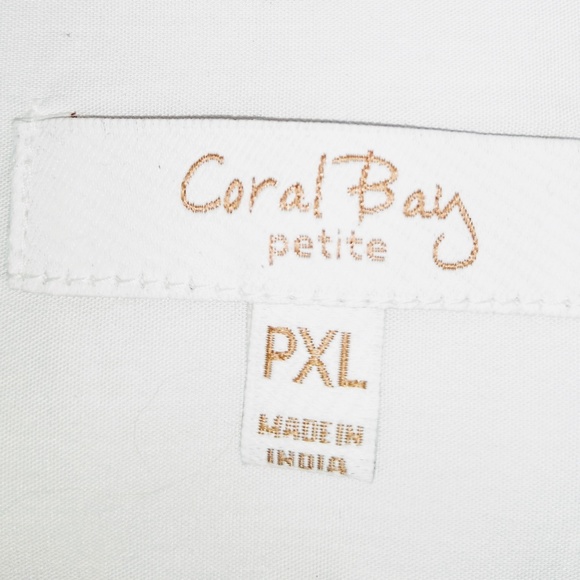 Coral Bay
petite
PXL
MADE IN
INDIA